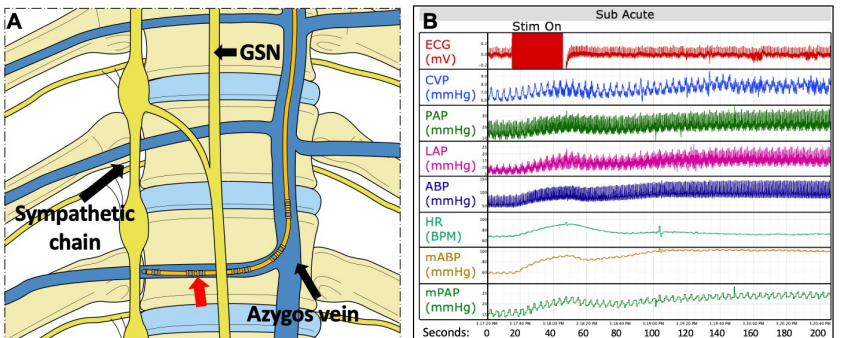 A
GSN
Sympathetic
chain
Azygos vein
B
Sub Acute
Stim On
ECG
(mV)
CVP
(mmHg)
PAP
(mmHg)
LAP
(mmHg)
ABP
(mmHg)
HR
(BPM)
mABP
(mmHg)
mPAP
(mmHg)
Seconds: 0 20 40 60 80 100 120 140 160 180 200